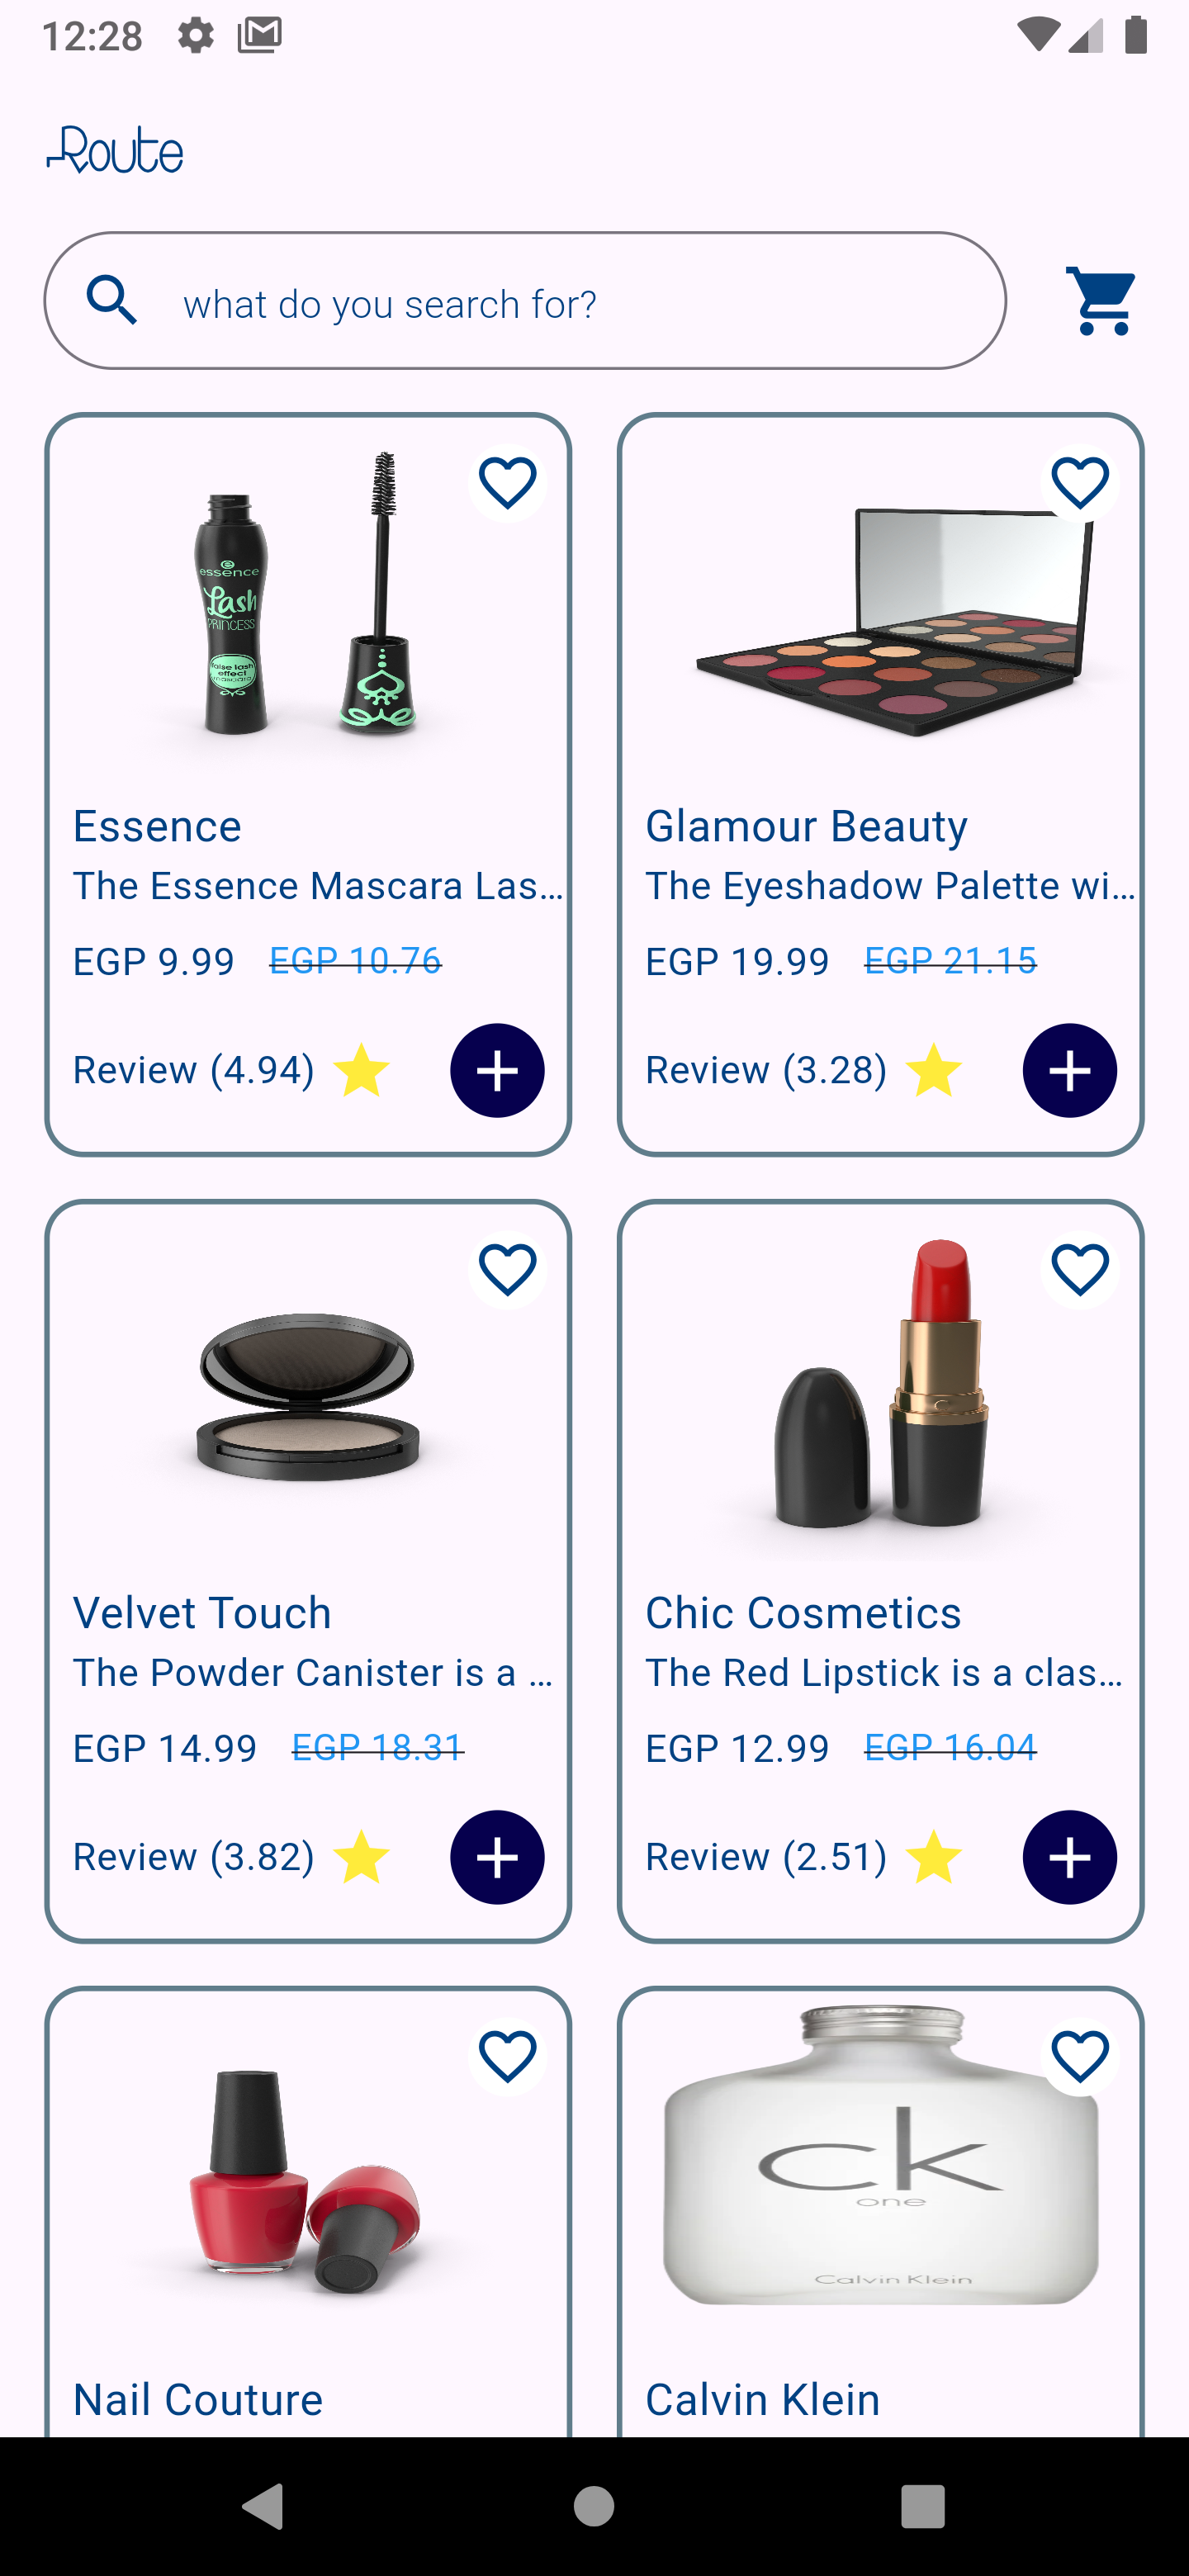 12:28
Route
what do you search for?
essence
Lash
PRINCESS
false lash
effect
mascara
Essence
The Essence Mascara Las...
EGP 9.99 EGP 10.76
Review (4.94)
Glamour Beauty
The Eyeshadow Palette wi...
EGP 19.99 EGP 21.15
Review (3.28)
Velvet Touch
The Powder Canister is a ...
EGP 14.99 EGP 18.31
Review (3.82)
C
Chic Cosmetics
The Red Lipstick is a clas...
EGP 12.99 EGP 16.04
Review (2.51)
Nail Couture
ck
one
Calvin Klein
Calvin Klein